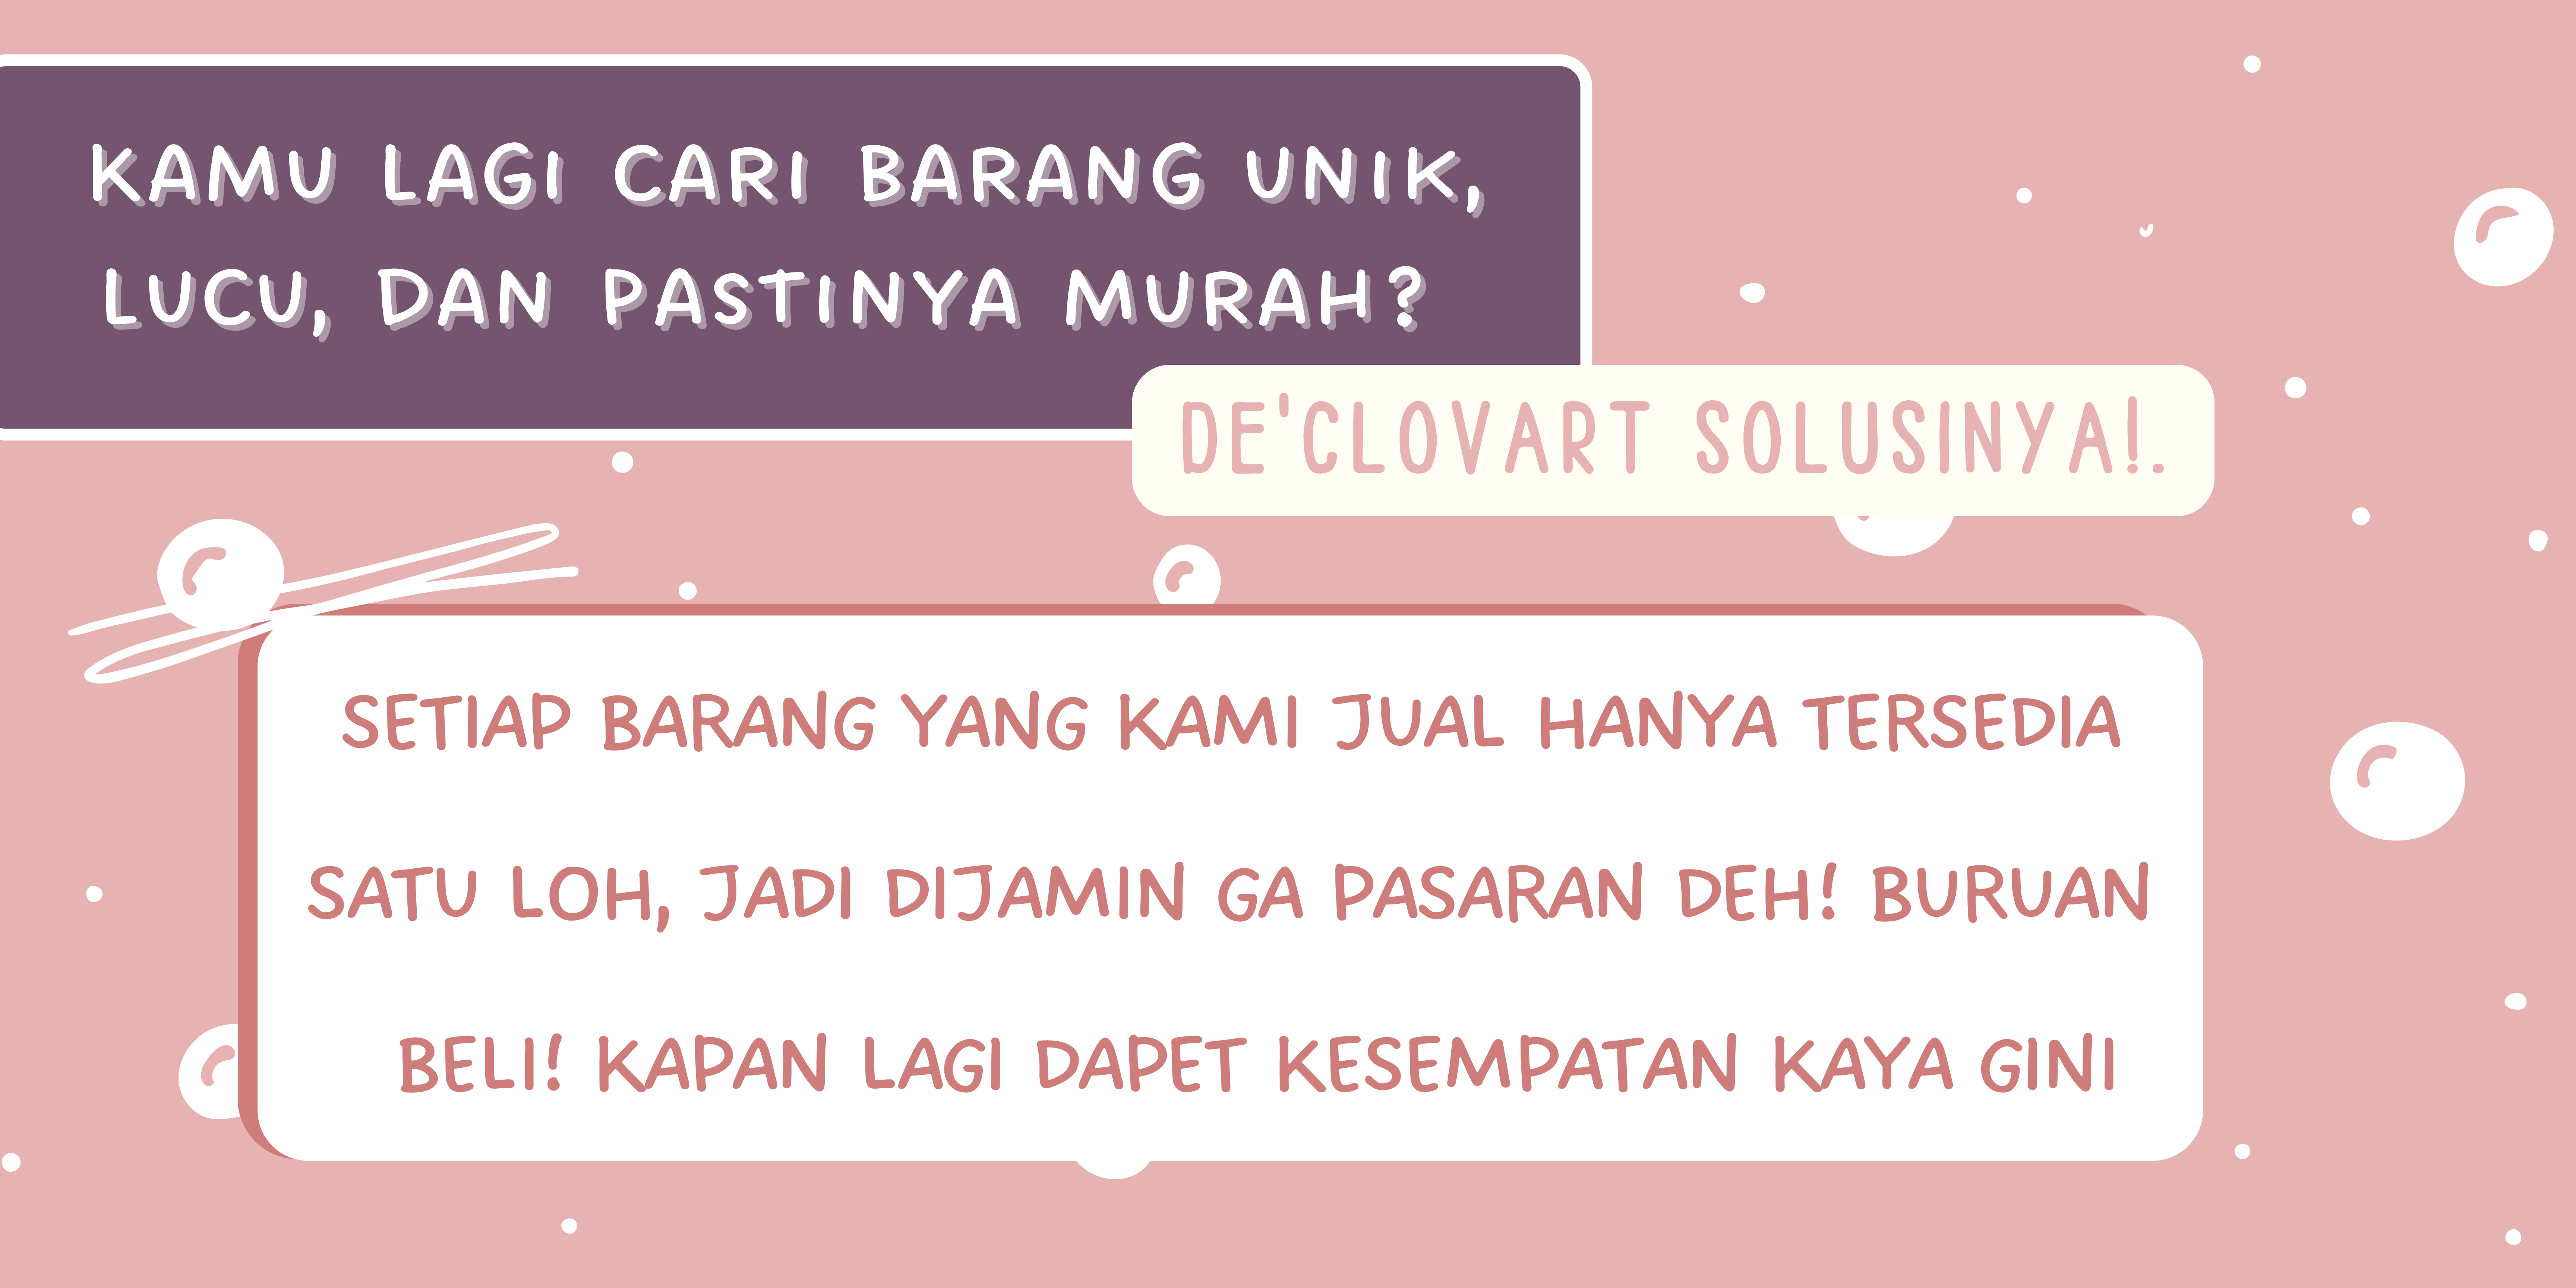 KAMU LAGI CARI BARANG UNIK,
LUCU, DAN PASTINYA MURAH?
DE'CLOVART SOLUSINYA!.
SETIAP BARANG YANG KAMI JUAL HANYA TERSEDIA
SATU LOH, JADI DIJAMIN GA PASARAN DEH! BURUAN
BELI! KAPAN LAGI DAPET KESEMPATAN KAYA GINI